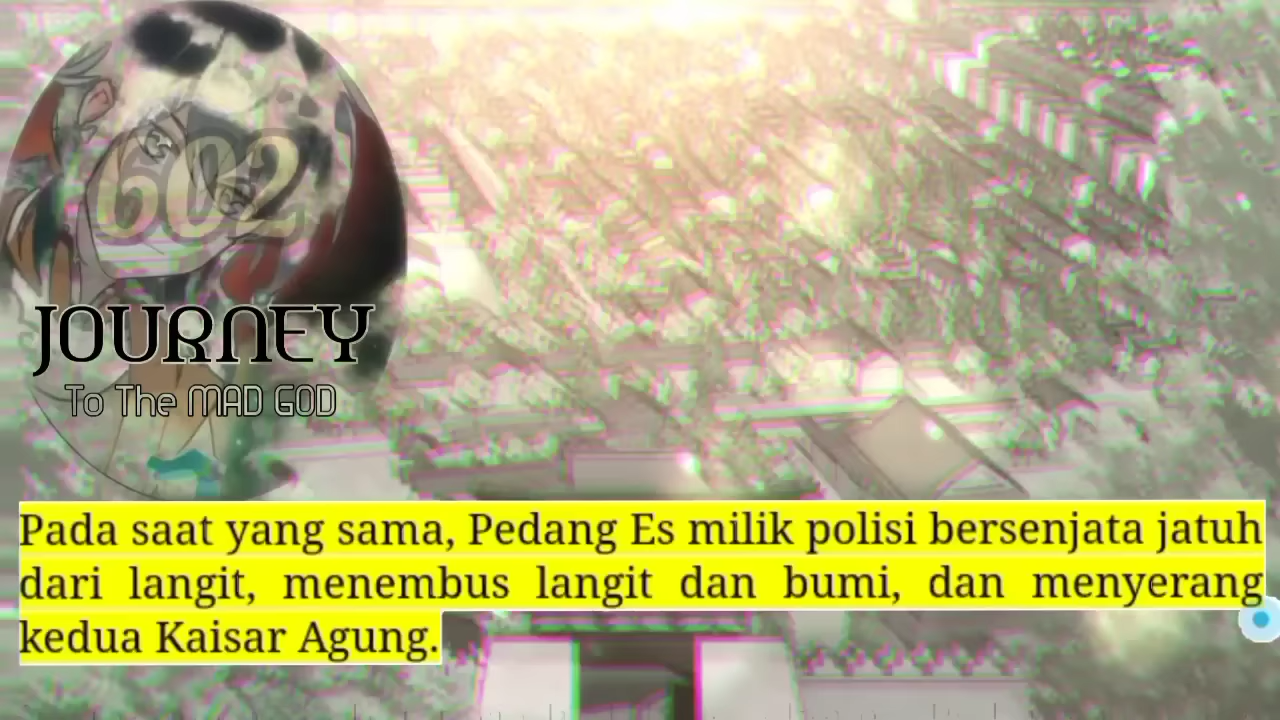 602
JOURNEY
To The MAD GOD
Pada saat yang sama, Pedang Es milik polisi bersenjata jatuh
dari langit, menembus langit dan bumi, dan menyerang
kedua Kaisar Agung.